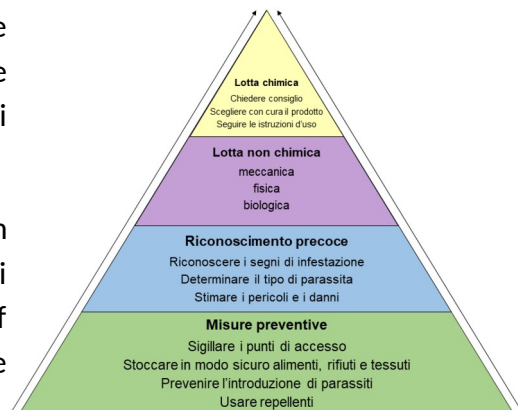 e
e
i
n
i
f
e
Lotta chimica
Chiedere consiglio
Scegliere con cura il prodotto
Seguire le istruzioni d'uso
Lotta non chimica
meccanica
fisica
biologica
Riconoscimento precoce
Riconoscere i segni di infestazione
Determinare il tipo di parassita
Stimare i pericoli e i danni
Misure preventive
Sigillare i punti di accesso
Stoccare in modo sicuro alimenti, rifiuti e tessuti
Prevenire l'introduzione di parassiti
Usare repellenti